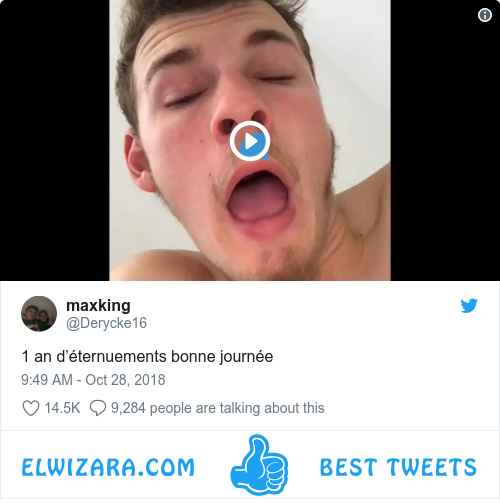 maxking
@Derycke16
1 an d’éternuements bonne journée
9:49 AM - Oct 28, 2018
14.5K 9,284 people are talking about this
ELWIZARA.COM BEST TWEETS